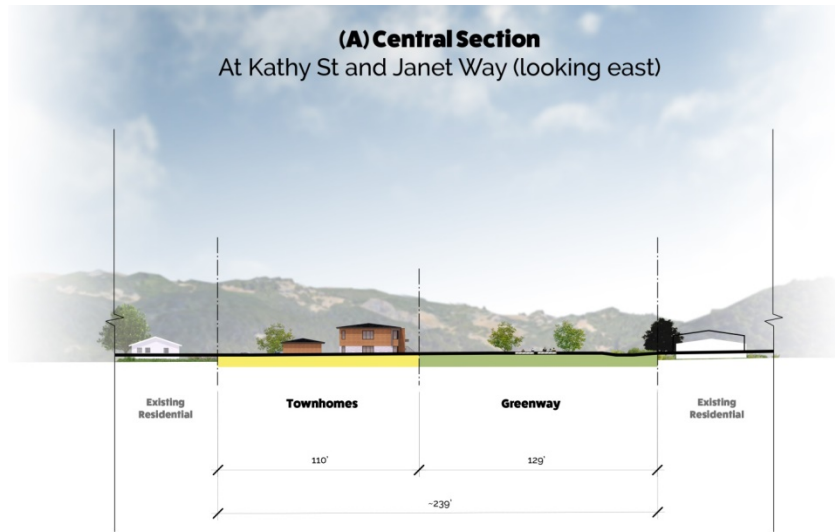 (A) Central Section
At Kathy St and Janet Way (looking east)
Existing
Residential
Townhomes
Greenway
Existing
Residential
110'
129'
~239'